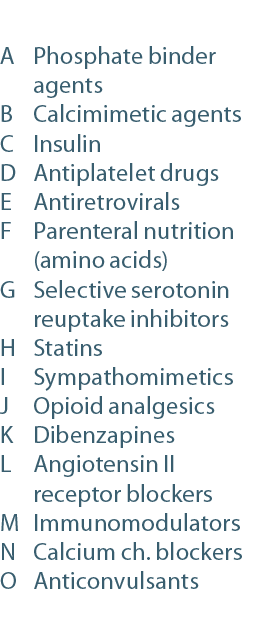 A Phosphate binder
agents
B Calcimimetic agents
C Insulin
D Antiplatelet drugs
E Antiretrovirals
F Parenteral nutrition
(amino acids)
G Selective serotonin
reuptake inhibitors
H Statins
I Sympathomimetics
J Opioid analgesics
K Dibenzapines
L Angiotensin II
receptor blockers
M Immunomodulators
N Calcium ch. blockers
O Anticonvulsants